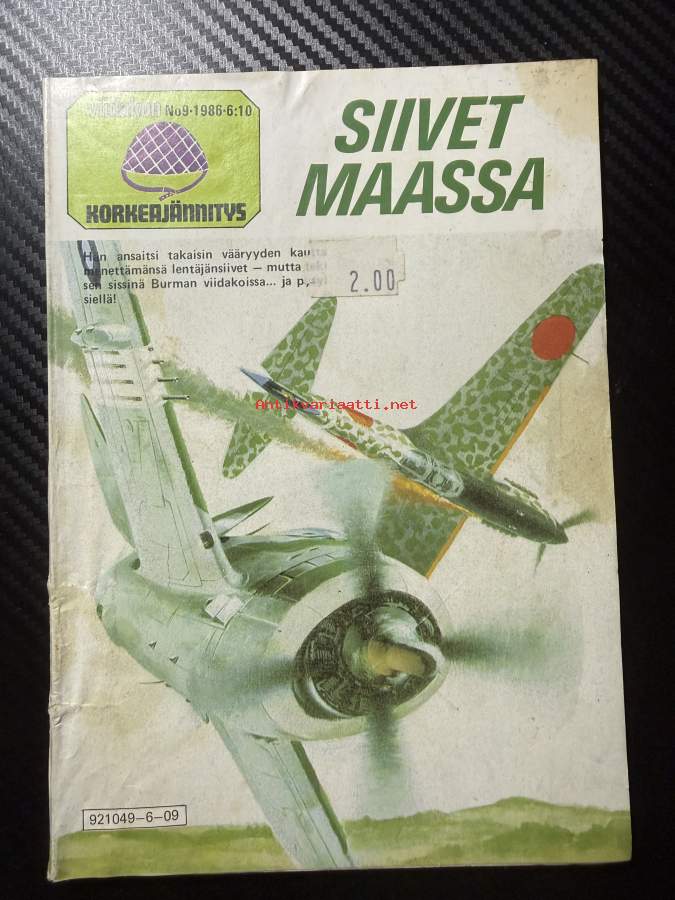 No9•1986•6:10
KORKEAJÄNNITYS
SIIVET
MAASSA
Hän ansaitsi takaisin vääryyden kautta
menettämänsä lentäjänsiivet — mutta
sen sissinä Burman viidakoissa... ja
siellä!
2.00
Antikvariaatti.net
921049–6–09